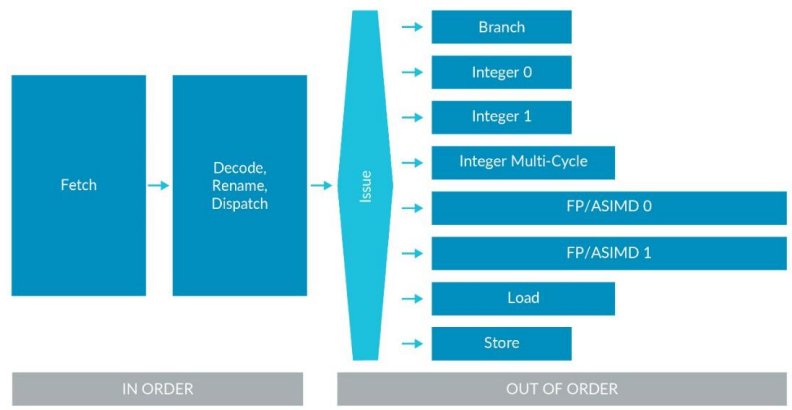 Fetch
Decode,
Rename,
Dispatch
Issue
Branch
Integer 0
Integer 1
Integer Multi-Cycle
FP/ASIMD 0
FP/ASIMD 1
Load
Store
IN ORDER
OUT OF ORDER